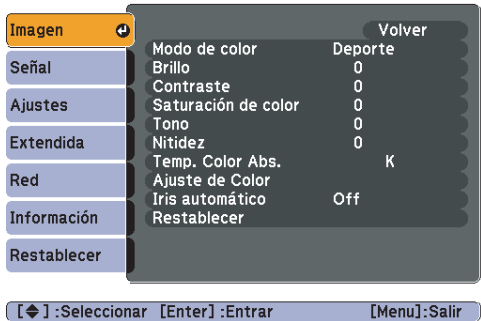 Imagen
Señal
Ajustes
Extendida
Red
Información
Restablecer
Volver
Modo de color Deporte
Brillo 0
Contraste 0
Saturación de color 0
Tono 0
Nitidez 0
Temp. Color Abs. K
Ajuste de Color
Iris automático Off
Restablecer
[◆] :Seleccionar [Enter] :Entrar [Menu]:Salir